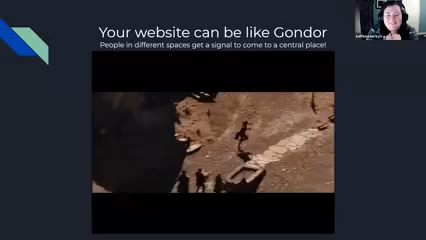 Your website can be like Gondor
People in different spaces get a signal to come to a central place!